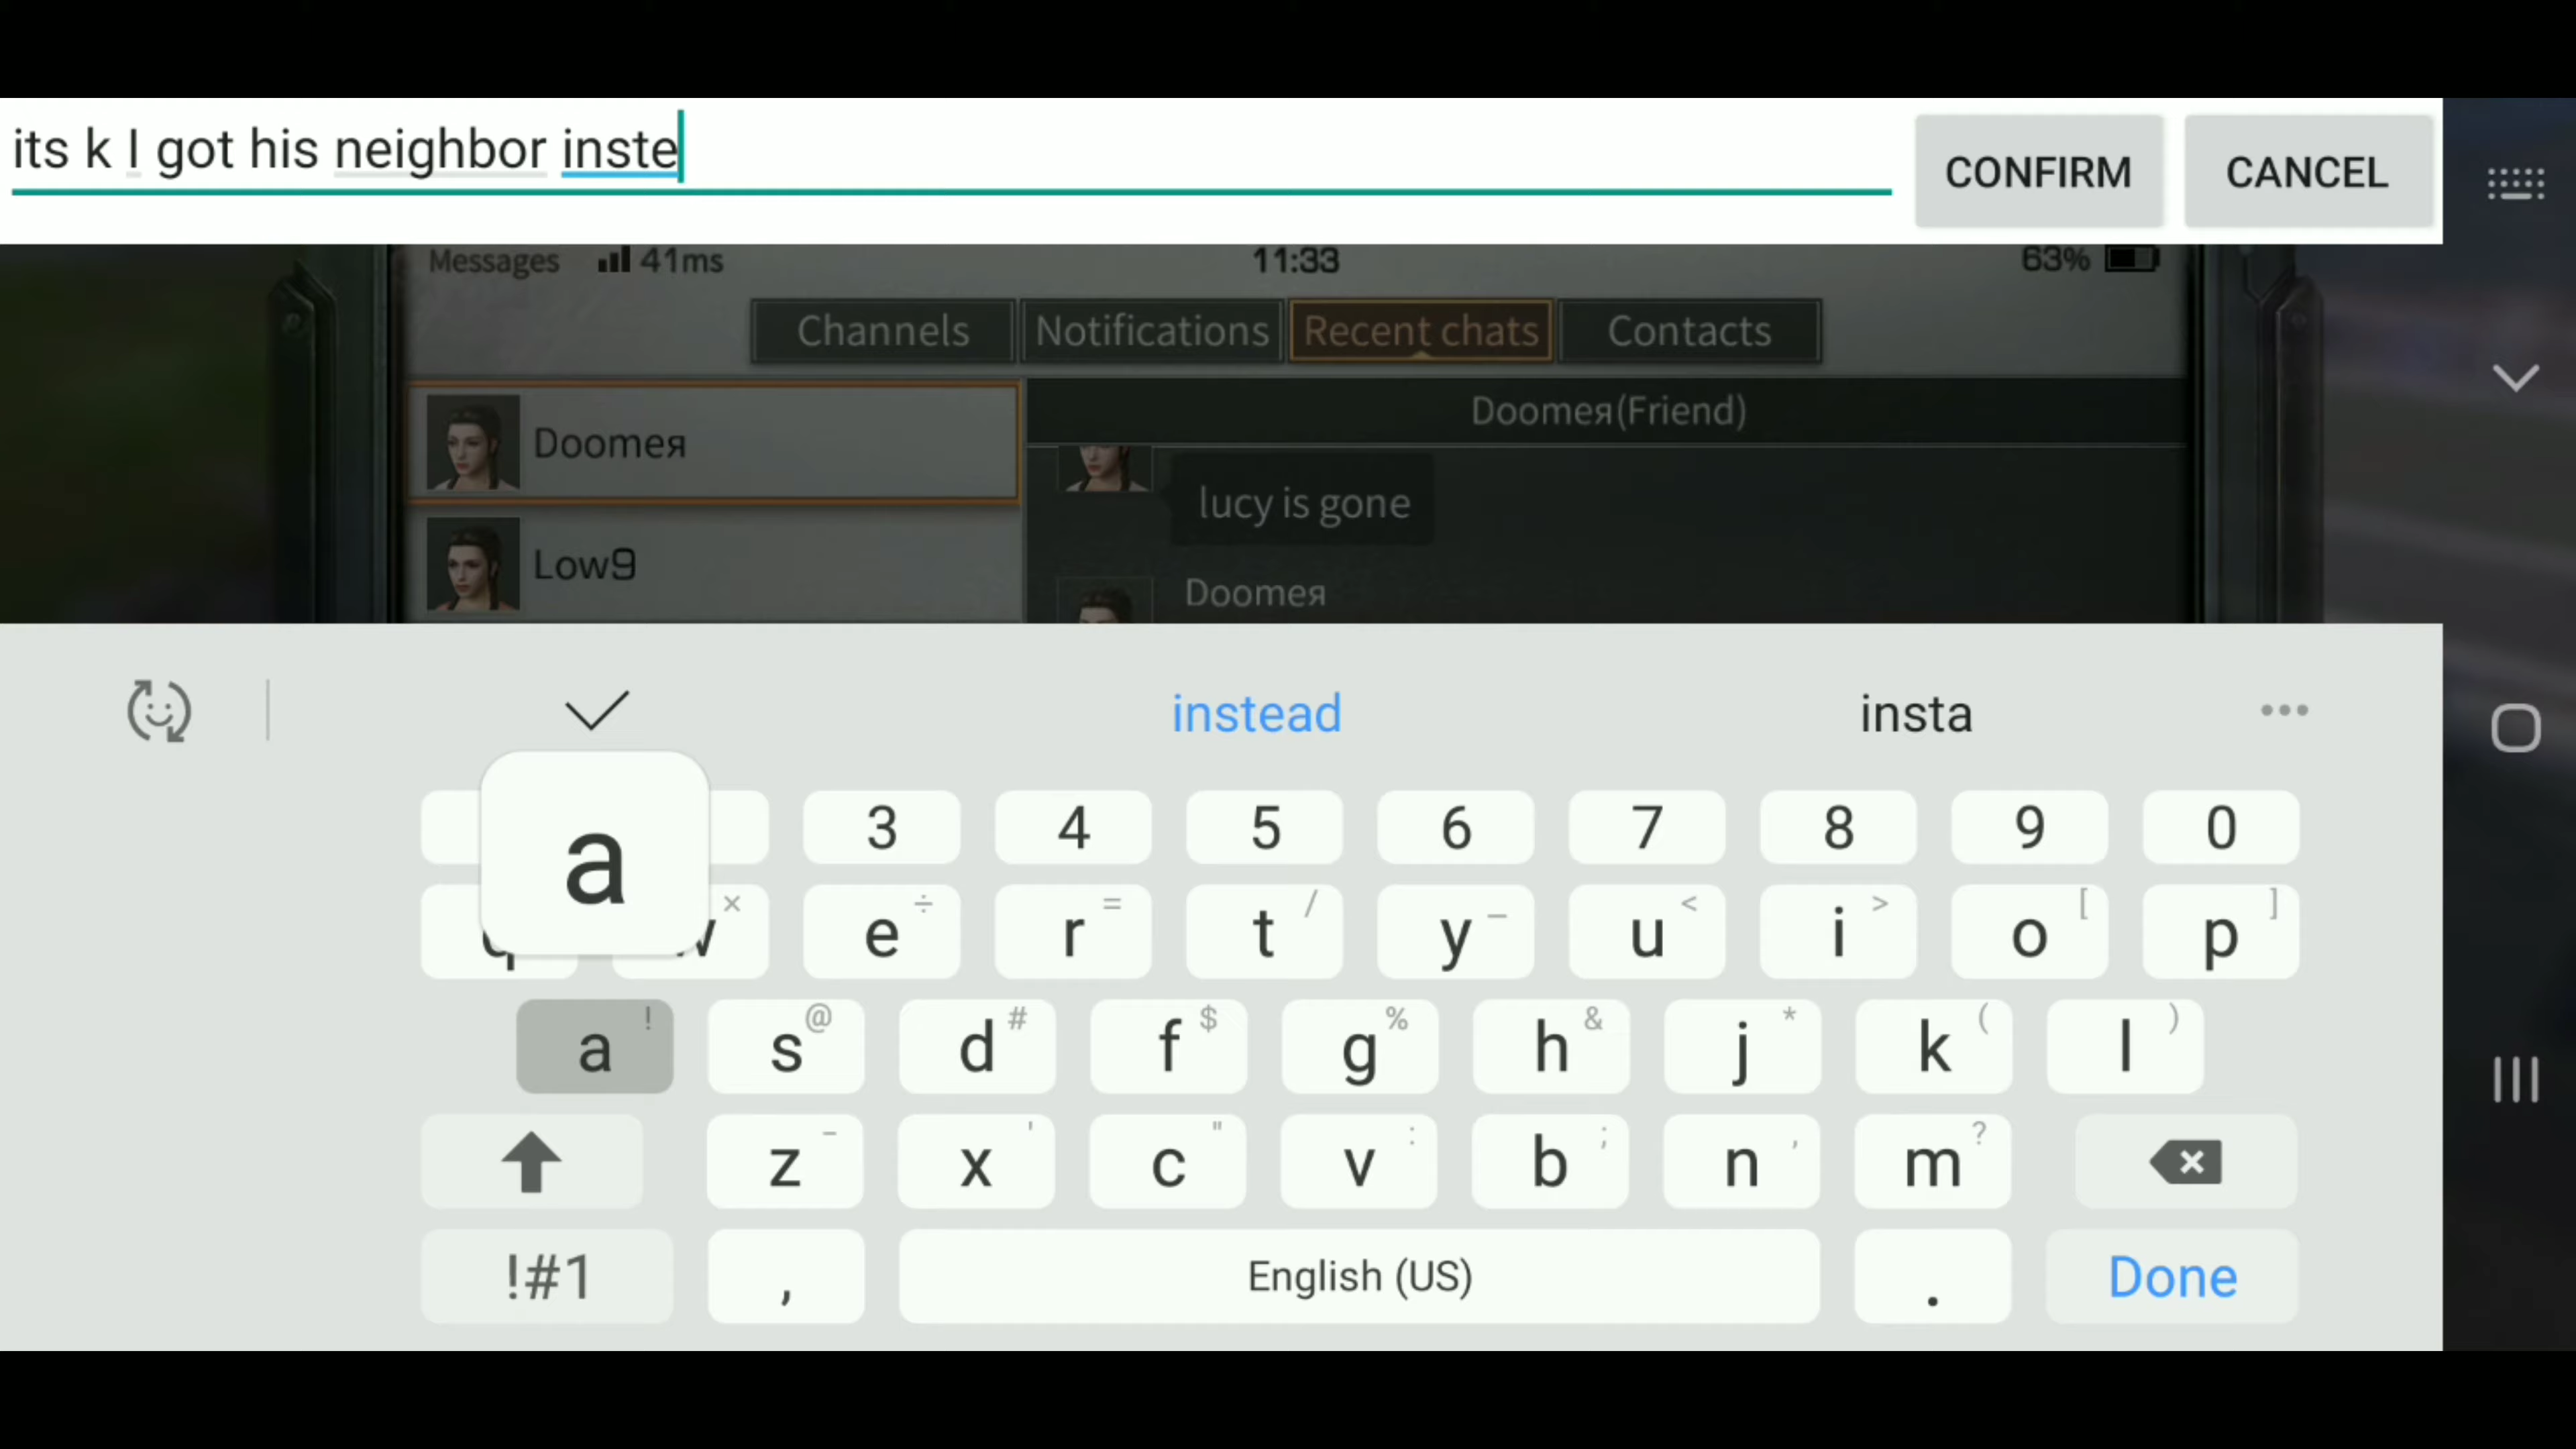 its k I got his neighbor inste
CONFIRM
CANCEL
Messages 41ms 11:33 63%
Channels Notifications Recent chats Contacts
Doomeя
Low9
Doomeя(Friend)
lucy is gone
Doomeя
instead insta
a
3 4 5 6 7 8 9 0
q w × e ÷ r = t / y _ u < i > o [ p ]
a ! s @ d # f $ g % h & j * k ( l )
z - x ' c " v : b ; n , m ?
!#1 , English (US) . Done